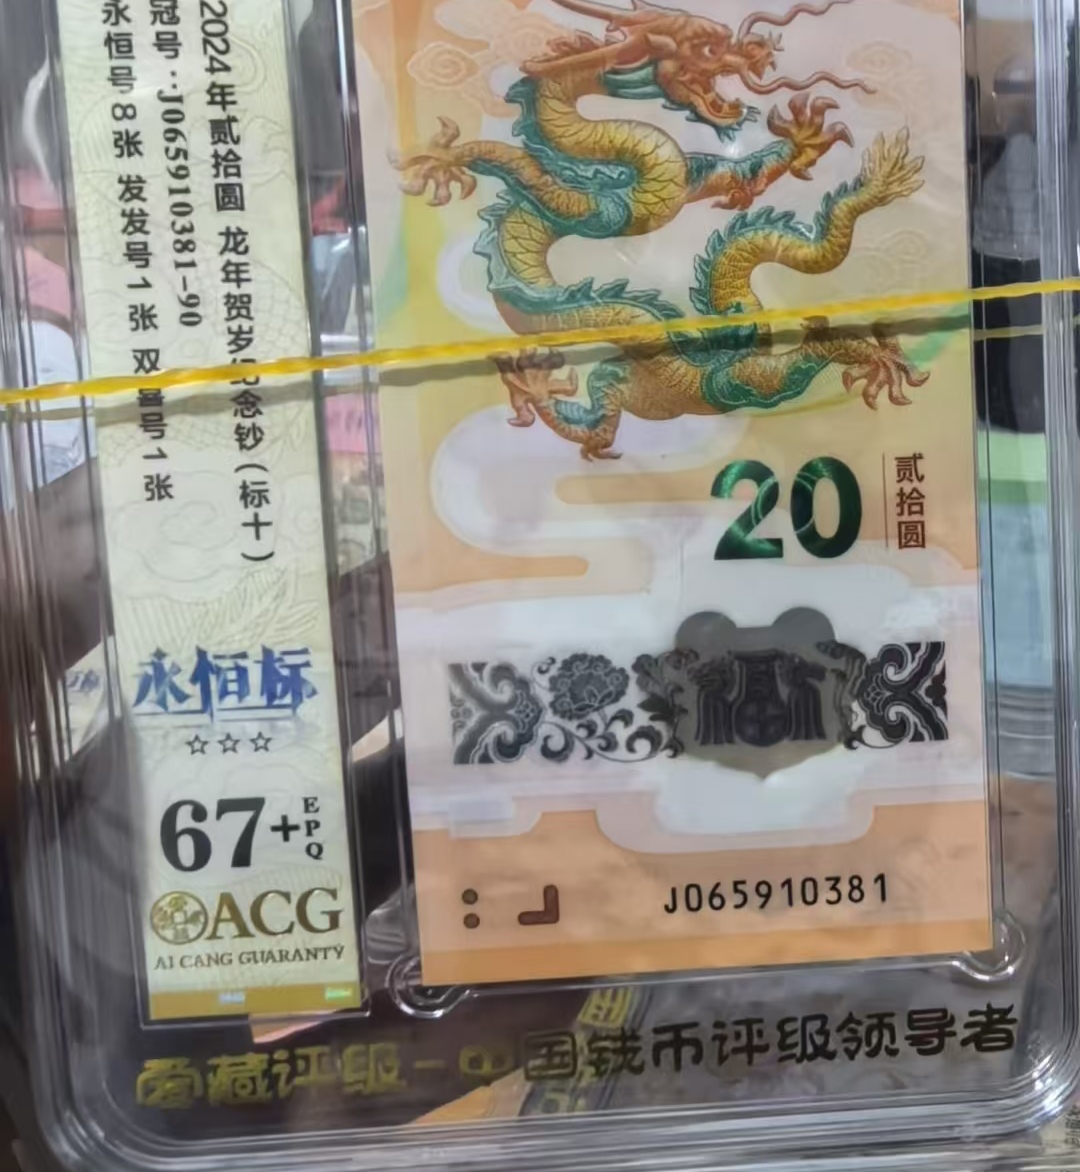 2024年贰拾圆 龙年贺岁纪念钞(标十)
冠号:J065910381-90
永恒号8张 发发号1张 双喜号1张
永恒标
☆☆☆
67+
EPQ
ACG
AI CANG GUARANTY
20
贰拾圆
J065910381
爱藏评级-中国钱币评级领导者